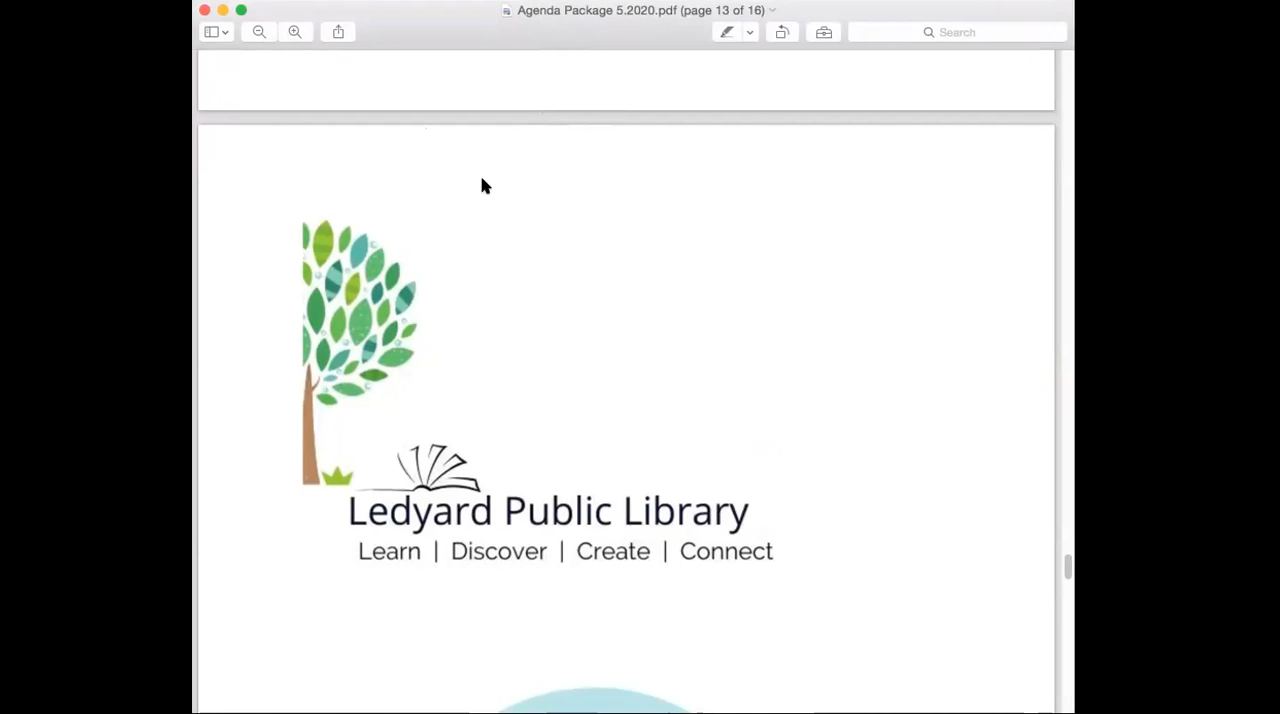 Agenda Package 5.2020.pdf (page 13 of 16)
Search
Ledyard Public Library
Learn | Discover | Create | Connect